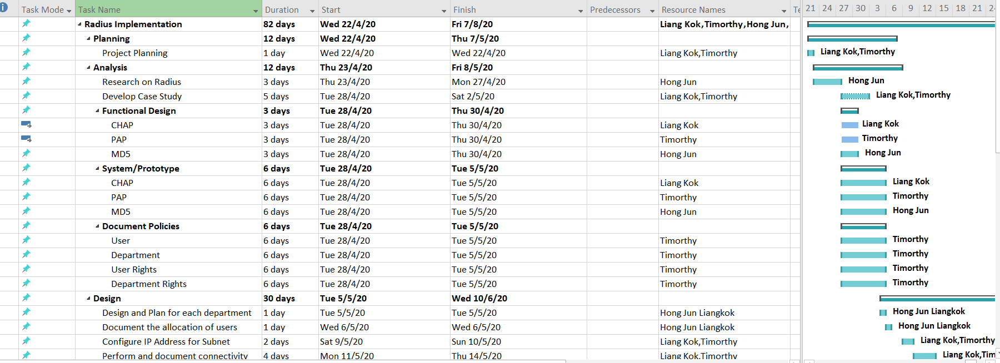 i Task Mode Task Name Duration Start Finish Predecessors Resource Names Te 21 24 27 30 3 6 9 12 15 18 21 24
Radius Implementation 82 days Wed 22/4/20 Fri 7/8/20 Liang Kok,Timorthy,Hong Jun,
Planning 12 days Wed 22/4/20 Thu 7/5/20
Project Planning 1 day Wed 22/4/20 Wed 22/4/20 Liang Kok,Timorthy Liang Kok,Timorthy
Analysis 12 days Thu 23/4/20 Fri 8/5/20
Research on Radius 3 days Thu 23/4/20 Mon 27/4/20 Hong Jun Hong Jun
Develop Case Study 5 days Tue 28/4/20 Sat 2/5/20 Liang Kok,Timorthy Liang Kok,Timorthy
Functional Design 3 days Tue 28/4/20 Thu 30/4/20
CHAP 3 days Tue 28/4/20 Thu 30/4/20 Liang Kok Liang Kok
PAP 3 days Tue 28/4/20 Thu 30/4/20 Timorthy Timorthy
MD5 3 days Tue 28/4/20 Thu 30/4/20 Hong Jun Hong Jun
System/Prototype 6 days Tue 28/4/20 Tue 5/5/20
CHAP 6 days Tue 28/4/20 Tue 5/5/20 Liang Kok Liang Kok
PAP 6 days Tue 28/4/20 Tue 5/5/20 Timorthy Timorthy
MD5 6 days Tue 28/4/20 Tue 5/5/20 Hong Jun Hong Jun
Document Policies 6 days Tue 28/4/20 Tue 5/5/20
User 6 days Tue 28/4/20 Tue 5/5/20 Timorthy Timorthy
Department 6 days Tue 28/4/20 Tue 5/5/20 Timorthy Timorthy
User Rights 6 days Tue 28/4/20 Tue 5/5/20 Timorthy Timorthy
Department Rights 6 days Tue 28/4/20 Tue 5/5/20 Timorthy Timorthy
Design 30 days Tue 5/5/20 Wed 10/6/20
Design and Plan for each department 1 day Tue 5/5/20 Tue 5/5/20 Hong Jun Liangkok Hong Jun Liangkok
Document the allocation of users 1 day Wed 6/5/20 Wed 6/5/20 Hong Jun Liangkok Hong Jun Liangkok
Configure IP Address for Subnet 2 days Sat 9/5/20 Sun 10/5/20 Liang Kok,Timorthy Liang Kok,Timorthy
Perform and document connectivity 4 days Mon 11/5/20 Thu 14/5/20 Liang Kok,Timorthy Liang Kok,Tim